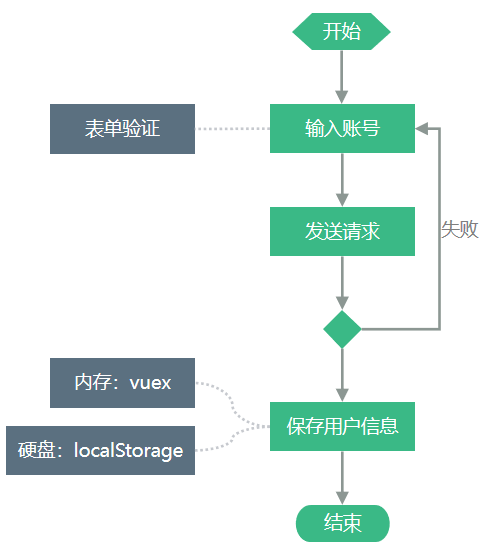 开始
表单验证
输入账号
发送请求
失败
内存：vuex
保存用户信息
硬盘：localStorage
结束